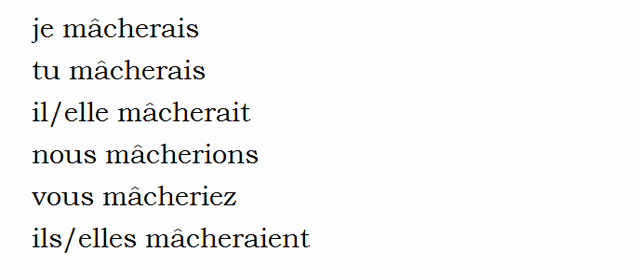 je mâcherais
tu mâcherais
il/elle mâcherait
nous mâcherions
vous mâcheriez
ils/elles mâcheraient